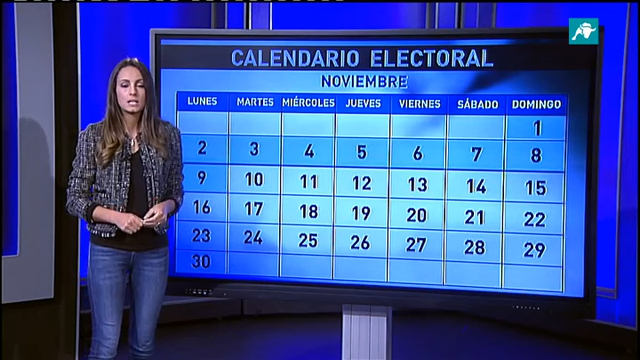 CALENDARIO ELECTORAL
NOVIEMBRE
LUNES MARTES MIÉRCOLES JUEVES VIERNES SÁBADO DOMINGO
1
2 3 4 5 6 7 8
9 10 11 12 13 14 15
16 17 18 19 20 21 22
23 24 25 26 27 28 29
30